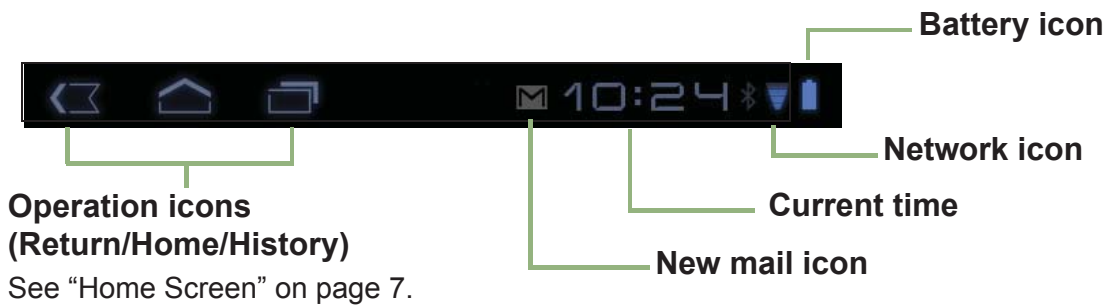 Battery icon
10:24
Network icon
Operation icons
(Return/Home/History)
Current time
New mail icon
See “Home Screen” on page 7.